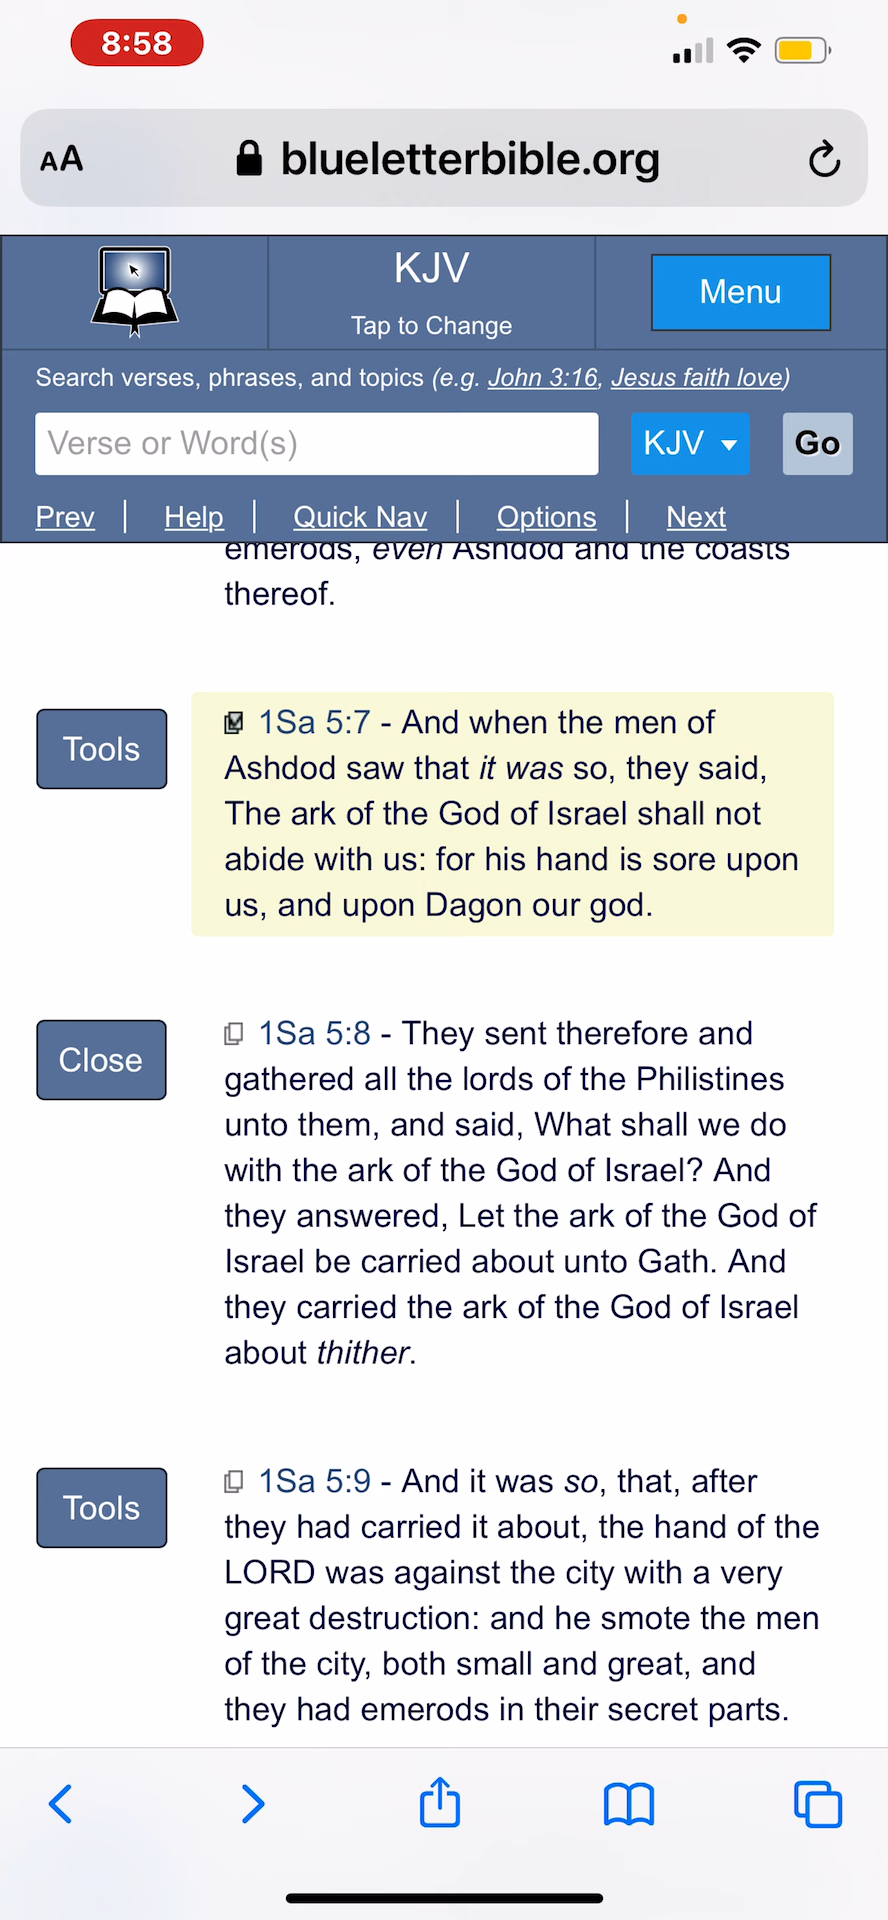 8:58
AA blueletterbible.org
KJV
Tap to Change
Menu
Search verses, phrases, and topics (e.g. John 3:16, Jesus faith love)
Verse or Word(s) KJV Go
Prev | Help | Quick Nav | Options | Next
emerods, even Ashdod and the coasts
thereof.
Tools
1Sa 5:7 - And when the men of
Ashdod saw that it was so, they said,
The ark of the God of Israel shall not
abide with us: for his hand is sore upon
us, and upon Dagon our god.
Close
1Sa 5:8 - They sent therefore and
gathered all the lords of the Philistines
unto them, and said, What shall we do
with the ark of the God of Israel? And
they answered, Let the ark of the God of
Israel be carried about unto Gath. And
they carried the ark of the God of Israel
about thither.
Tools
1Sa 5:9 - And it was so, that, after
they had carried it about, the hand of the
LORD was against the city with a very
great destruction: and he smote the men
of the city, both small and great, and
they had emerods in their secret parts.